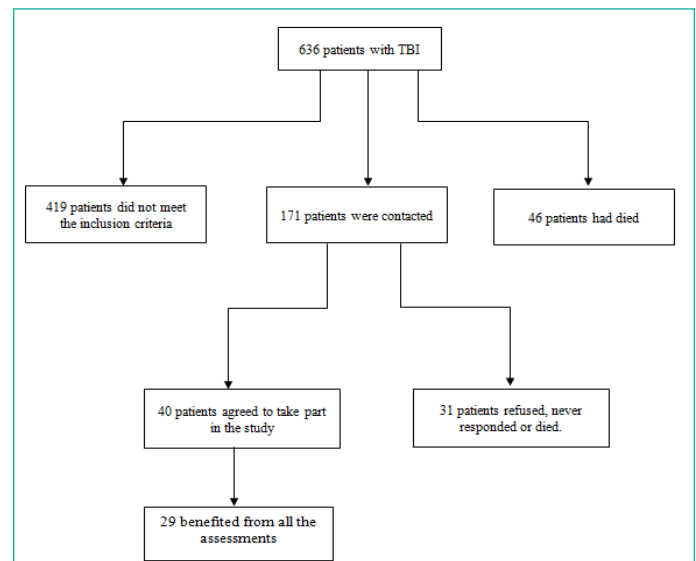 636 patients with TBI
419 patients did not meet
the inclusion criteria
171 patients were contacted
46 patients had died
40 patients agreed to take part
in the study
31 patients refused, never
responded or died.
29 benefited from all the
assessments